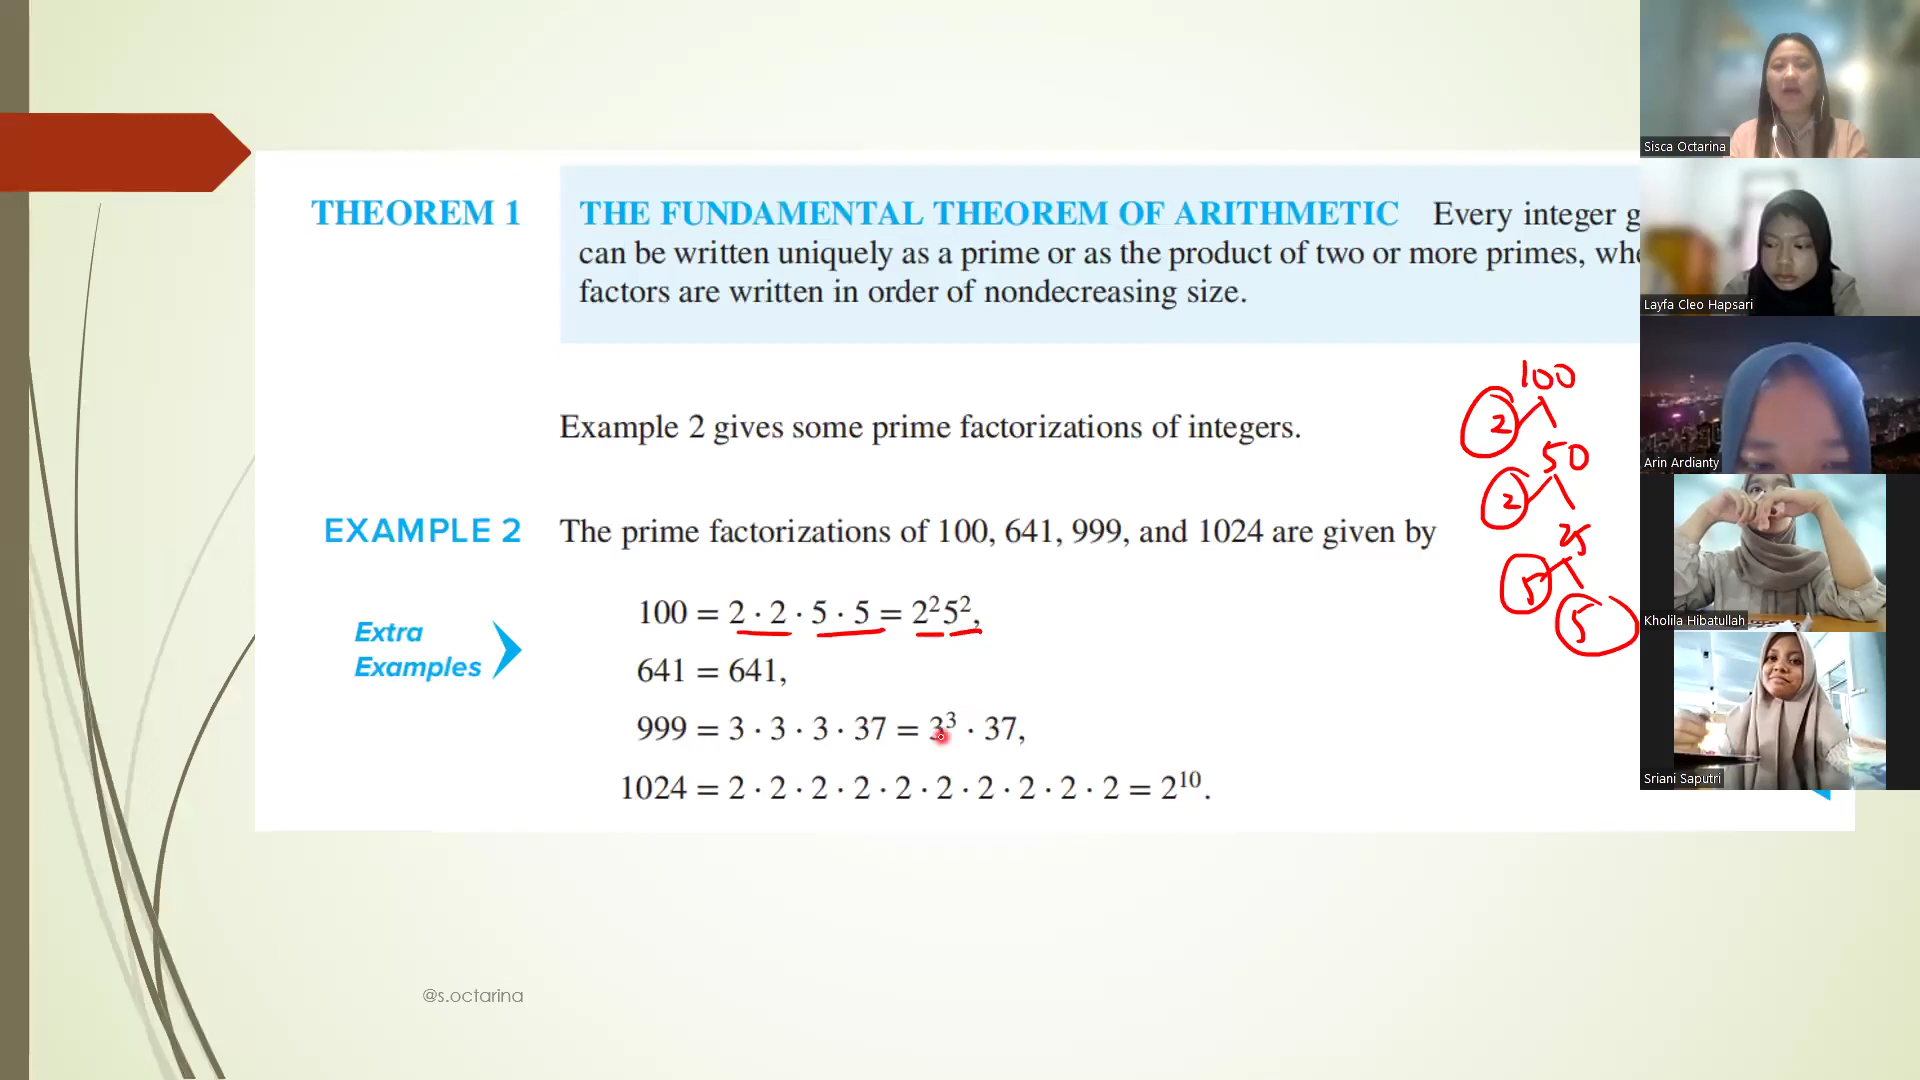 THEOREM 1
THE FUNDAMENTAL THEOREM OF ARITHMETIC Every integer g
can be written uniquely as a prime or as the product of two or more primes, whe
factors are written in order of nondecreasing size.
Example 2 gives some prime factorizations of integers.
EXAMPLE 2
The prime factorizations of 100, 641, 999, and 1024 are given by
Extra
Examples
100 = 2 · 2 · 5 · 5 = 2²5²,
641 = 641,
999 = 3 · 3 · 3 · 37 = 3³ · 37,
1024 = 2 · 2 · 2 · 2 · 2 · 2 · 2 · 2 · 2 · 2 = 2¹⁰.
100
2
50
2
25
5
5
@s.octarina
Sisca Octarina
Layfa Cleo Hapsari
Arin Ardianty
Kholila Hibatullah
Sriani Saputri